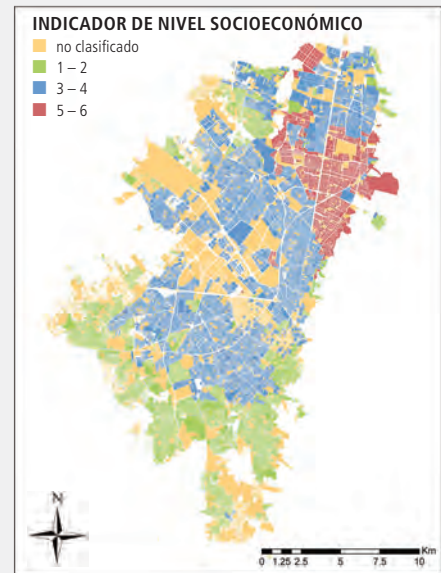 INDICADOR DE NIVEL SOCIOECONÓMICO
no clasificado
1 – 2
3 – 4
5 – 6
N
Km
0 1.25 2.5 5 7.5 10